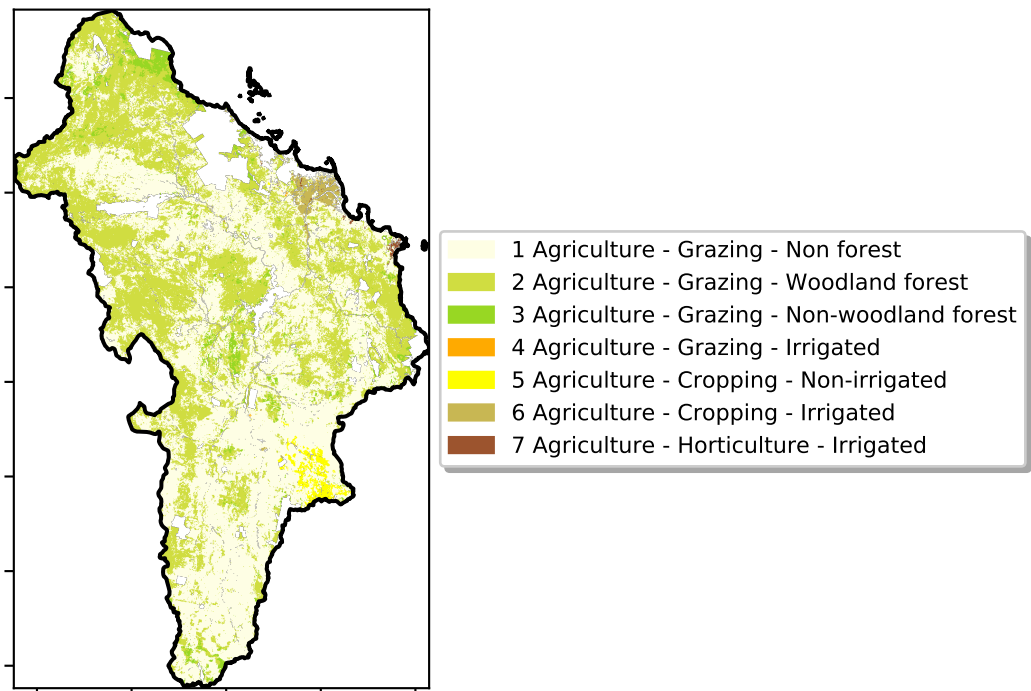 1 Agriculture - Grazing - Non forest
2 Agriculture - Grazing - Woodland forest
3 Agriculture - Grazing - Non-woodland forest
4 Agriculture - Grazing - Irrigated
5 Agriculture - Cropping - Non-irrigated
6 Agriculture - Cropping - Irrigated
7 Agriculture - Horticulture - Irrigated